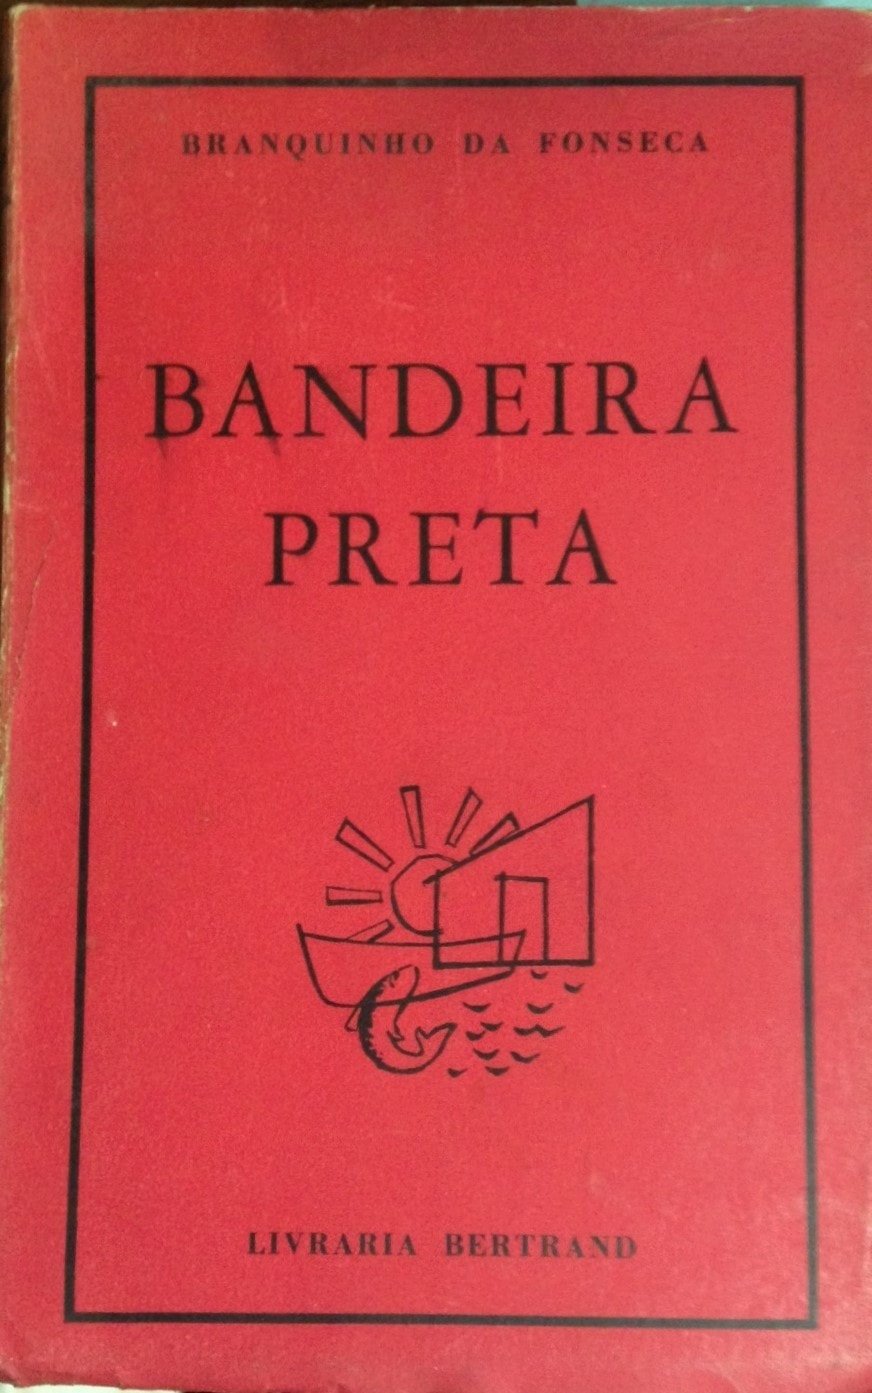 BRANQUINHO DA FONSECA
BANDEIRA
PRETA
LIVRARIA BERTRAND